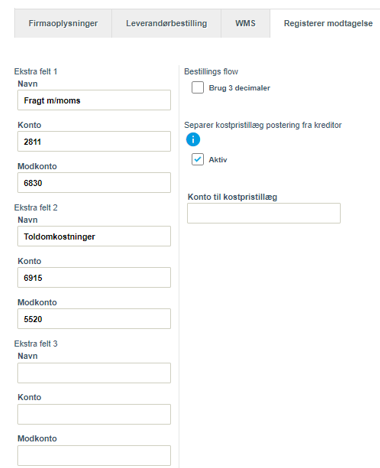 Firmaoplysninger
Leverandørbestilling
WMS
Registerer modtagelse
Ekstra felt 1
Navn
Fragt m/moms
Konto
2811
Modkonto
6830
Ekstra felt 2
Navn
Toldomkostninger
Konto
6915
Modkonto
5520
Ekstra felt 3
Navn
Konto
Modkonto
Bestillings flow
Brug 3 decimaler
Separer kostpristillæg postering fra kreditor
i
Aktiv
Konto til kostpristillæg